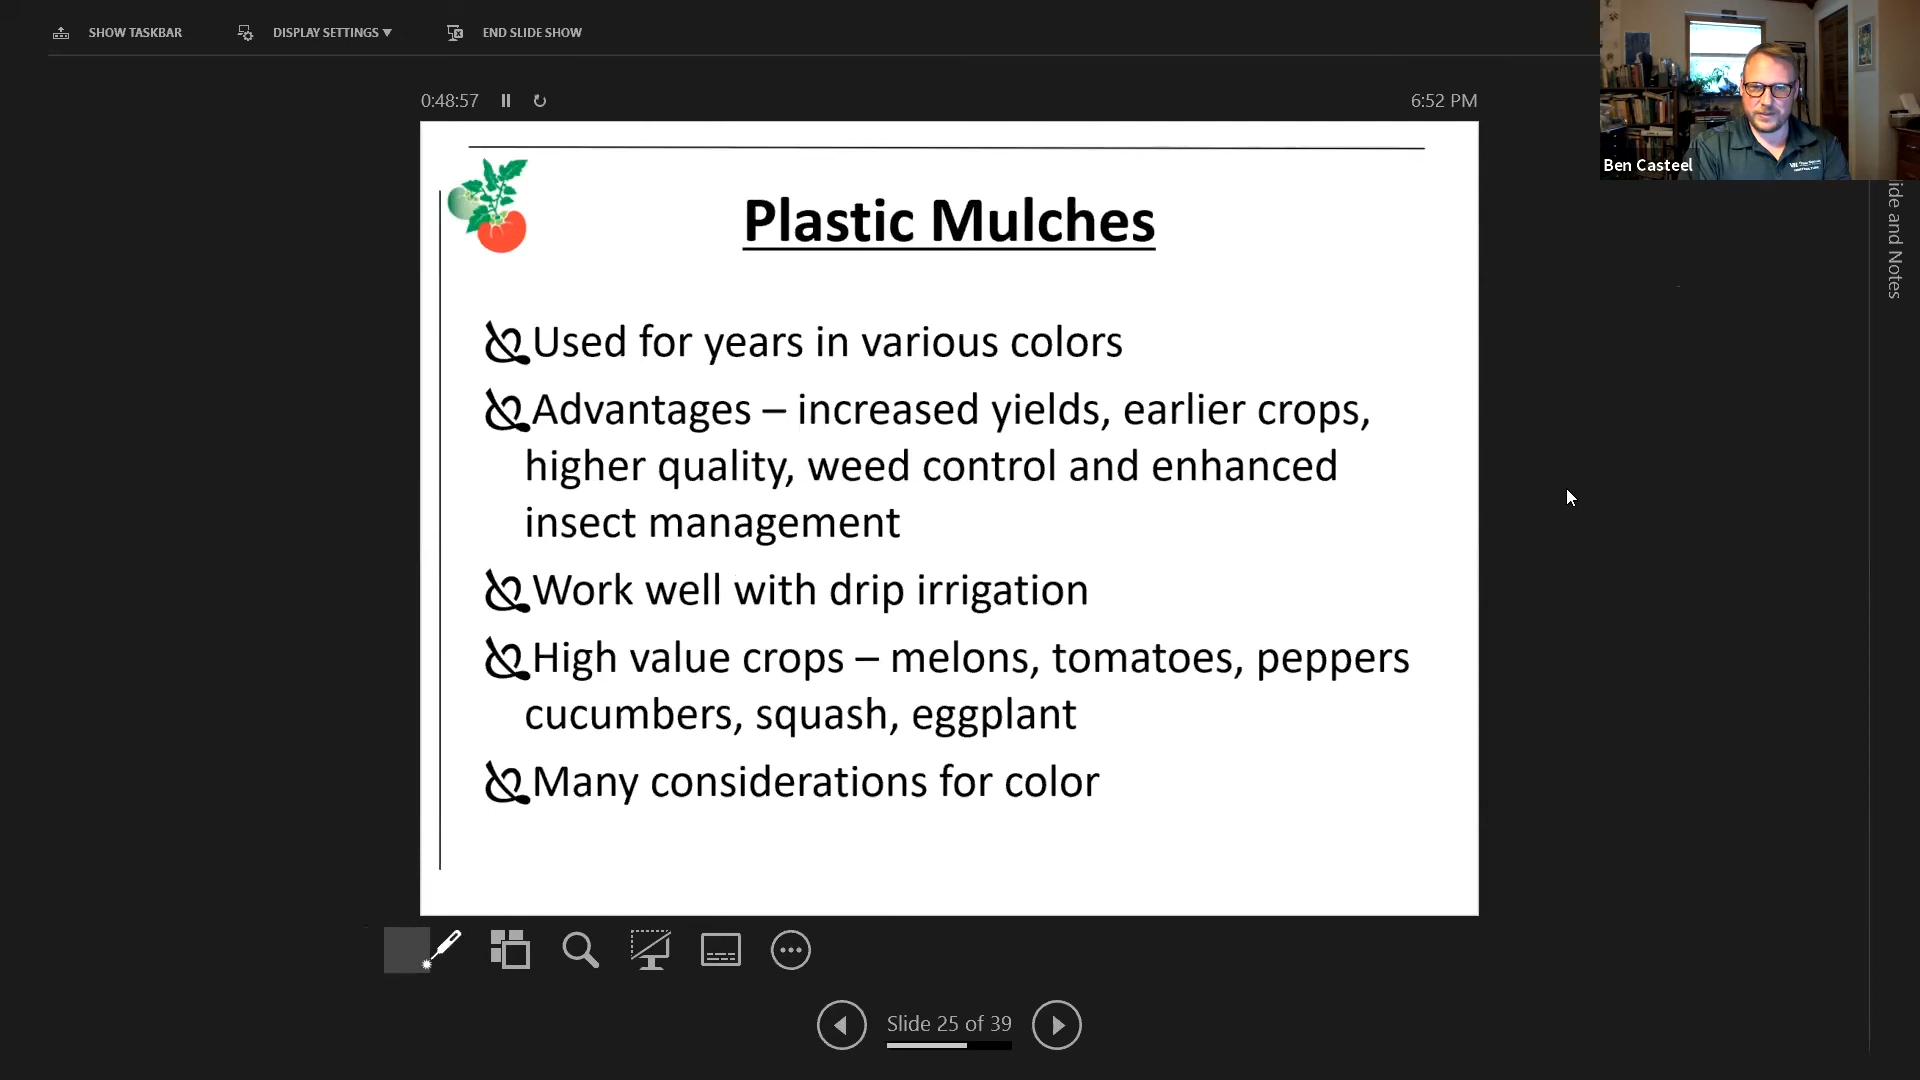 SHOW TASKBAR DISPLAY SETTINGS ▼ END SLIDE SHOW
0:48:57 6:52 PM
Ben Casteel
Plastic Mulches
Used for years in various colors
Advantages – increased yields, earlier crops,
higher quality, weed control and enhanced
insect management
Work well with drip irrigation
High value crops – melons, tomatoes, peppers
cucumbers, squash, eggplant
Many considerations for color
Slide 25 of 39
lide and Notes